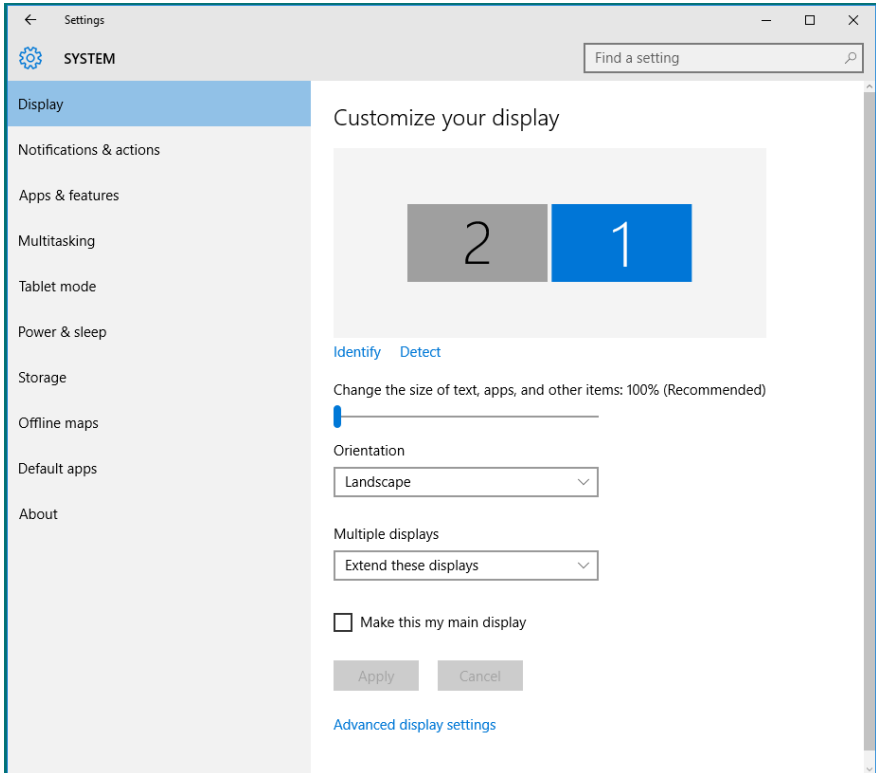 Settings
SYSTEM
Find a setting
Display
Notifications & actions
Apps & features
Multitasking
Tablet mode
Power & sleep
Storage
Offline maps
Default apps
About
Customize your display
2 1
Identify Detect
Change the size of text, apps, and other items: 100% (Recommended)
Orientation
Landscape
Multiple displays
Extend these displays
Make this my main display
Apply Cancel
Advanced display settings